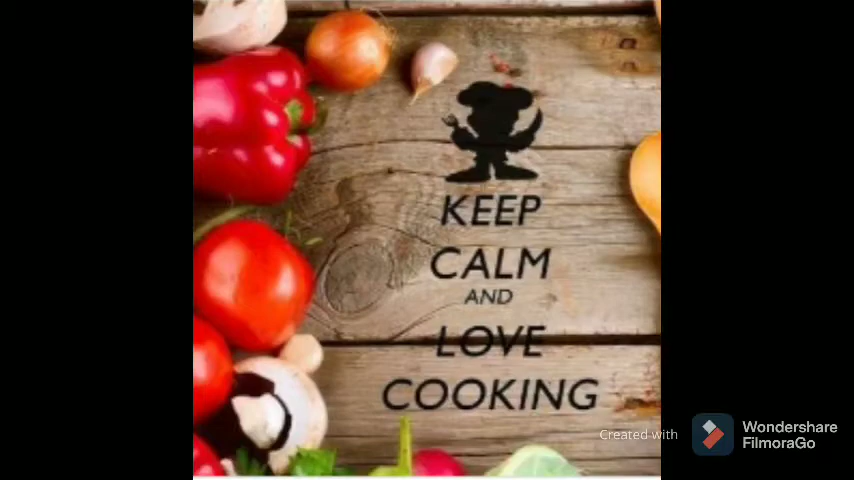 KEEP
CALM
AND
LOVE
COOKING
Created with
Wondershare
FilmoraGo